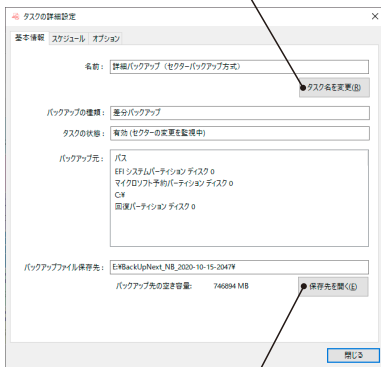 タスクの詳細設定
基本情報 スケジュール オプション
名前: 詳細バックアップ（セクターバックアップ方式）
タスク名を変更(R)
バックアップの種類: 差分バックアップ
タスクの状態: 有効 (セクターの変更を監視中)
バックアップ元: パス
EFI システムパーティション ディスク 0
マイクロソフト予約パーティション ディスク 0
C:¥
回復パーティション ディスク 0
バックアップファイル保存先: E:¥BackUpNext_NB_2020-10-15-2047¥
バックアップ先の空き容量: 746894 MB
保存先を開く(E)
閉じる